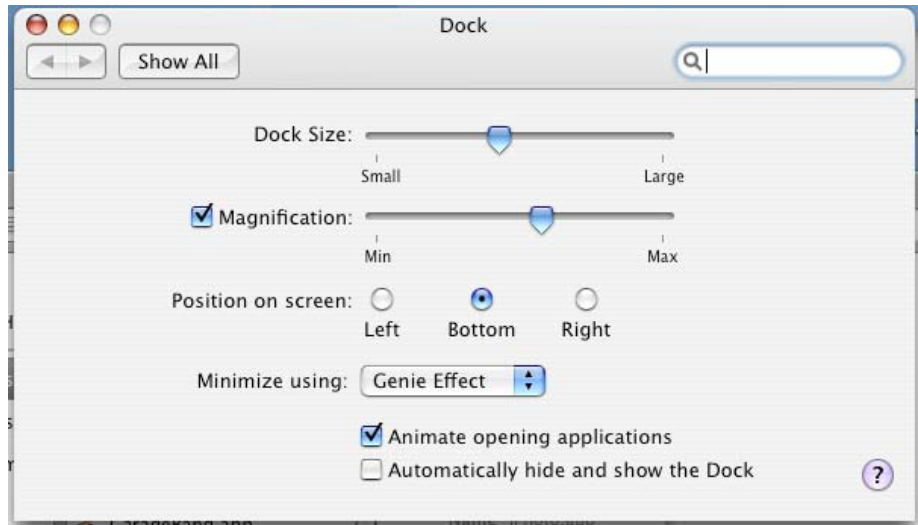 Dock
Show All
Dock Size:
Small Large
Magnification:
Min Max
Position on screen:
Left Bottom Right
Minimize using: Genie Effect
Animate opening applications
Automatically hide and show the Dock
?